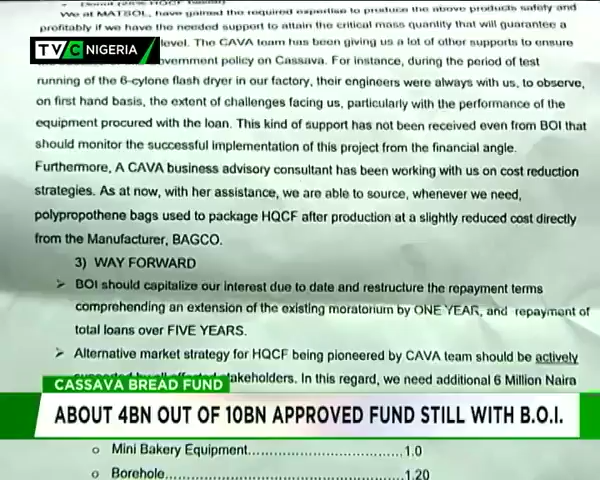 We at MATSOL, have gained the required expertise to produce the above products safely and
profitably if we have the needed support to attain the critical mass quantity that will guarantee a
TVC NIGERIA
level. The CAVA team has been giving us a lot of other supports to ensure
vernment policy on Cassava. For instance, during the period of test
running of the 6-cylone flash dryer in our factory, their engineers were always with us, to observe,
on first hand basis, the extent of challenges facing us, particularly with the performance of the
equipment procured with the loan. This kind of support has not been received even from BOI that
should monitor the successful implementation of this project from the financial angle.
Furthermore, A CAVA business advisory consultant has been working with us on cost reduction
strategies. As at now, with her assistance, we are able to source, whenever we need,
polypropothene bags used to package HQCF after production at a slightly reduced cost directly
from the Manufacturer, BAGCO.
3) WAY FORWARD
➢ BOI should capitalize our interest due to date and restructure the repayment terms
comprehending an extension of the existing moratorium by ONE YEAR, and repayment of
total loans over FIVE YEARS.
➢ Alternative market strategy for HQCF being pioneered by CAVA team should be actively
akeholders. In this regard, we need additional 6 Million Naira
CASSAVA BREAD FUND
ABOUT 4BN OUT OF 10BN APPROVED FUND STILL WITH B.O.I.
o Mini Bakery Equipment.............................1.0
o Borehole.............................................1.20